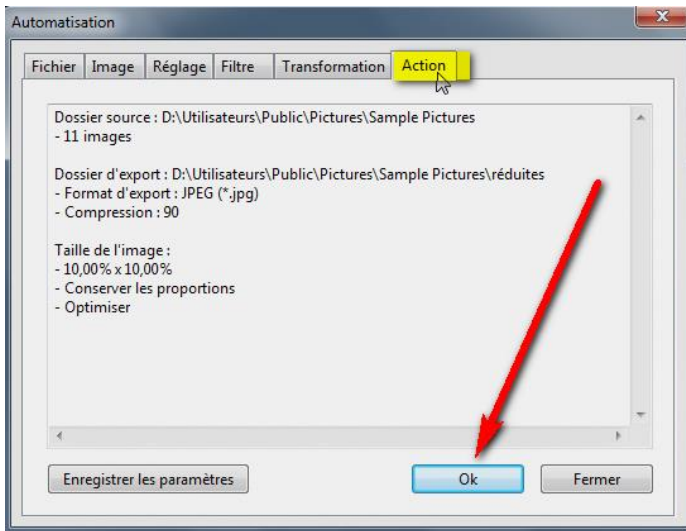 Automatisation
Fichier Image Réglage Filtre Transformation Action
Dossier source : D:\Utilisateurs\Public\Pictures\Sample Pictures
- 11 images
Dossier d'export : D:\Utilisateurs\Public\Pictures\Sample Pictures\réduites
- Format d'export : JPEG (*.jpg)
- Compression : 90
Taille de l'image :
- 10,00% x 10,00%
- Conserver les proportions
- Optimiser
Enregistrer les paramètres Ok Fermer